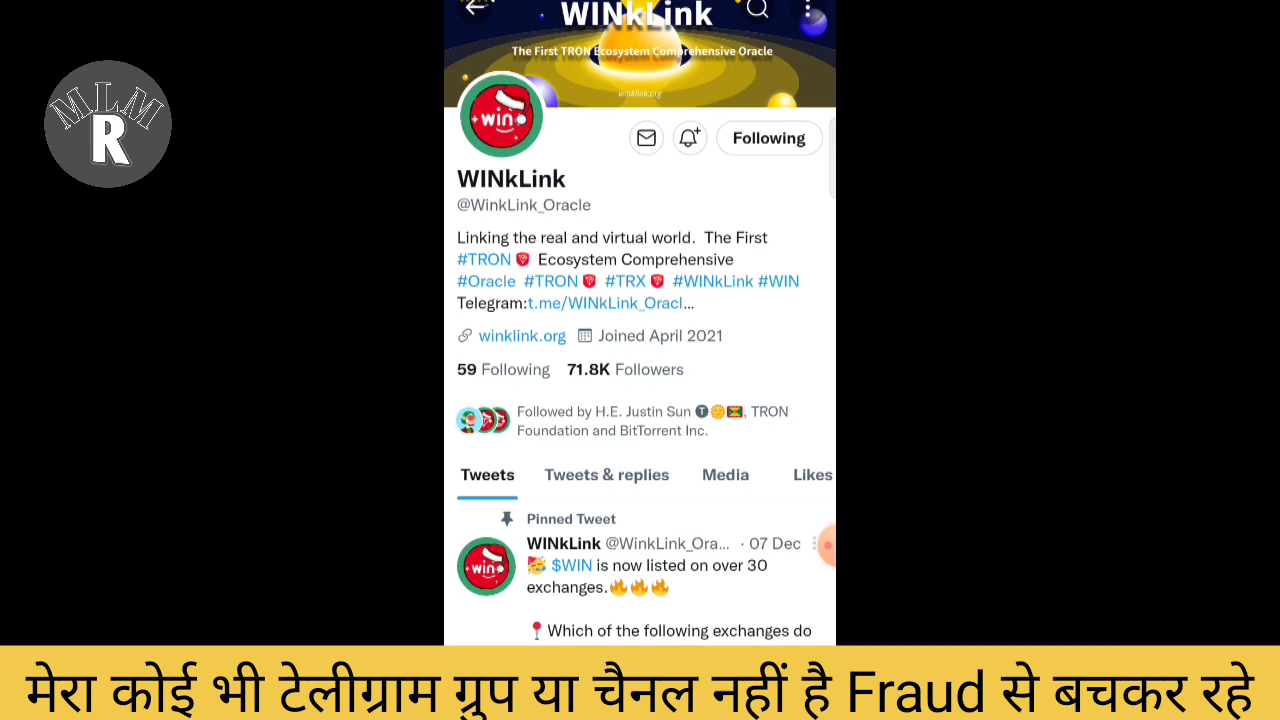 WINkLink
The First TRON Ecosystem Comprehensive Oracle
winklink.org
MLM
R
win
Following
WINkLink
@WinkLink_Oracle
Linking the real and virtual world. The First
#TRON Ecosystem Comprehensive
#Oracle #TRON #TRX #WINkLink #WIN
Telegram:t.me/WINkLink_Oracl...
winklink.org Joined April 2021
59 Following 71.8K Followers
Followed by H.E. Justin Sun 🅣🌞🇬🇩, TRON
Foundation and BitTorrent Inc.
Tweets Tweets & replies Media Likes
Pinned Tweet
WINkLink @WinkLink_Ora... · 07 Dec
win
🥳 $WIN is now listed on over 30
exchanges.🔥🔥🔥
📍Which of the following exchanges do
मेरा कोई भी टेलीग्राम ग्रुप या चैनल नहीं है Fraud से बचकर रहे